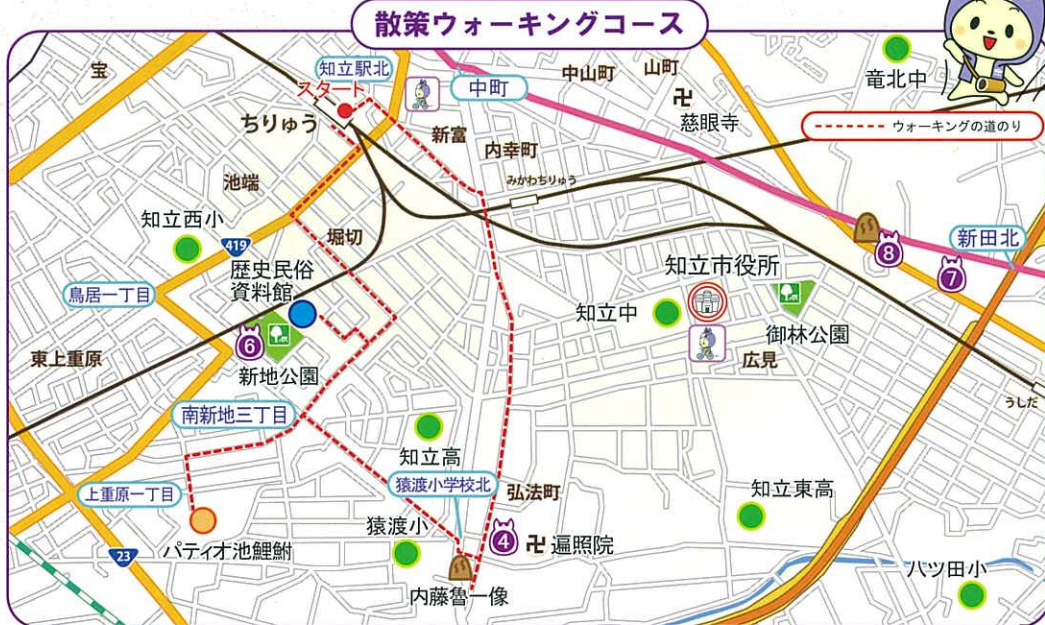 散策ウォーキングコース
宝
知立駅北
スタート
ちりゅう
中町
中山町
山町
慈眼寺
竜北中
ウォーキングの道のり
新富
内幸町
みかわちりゅう
池端
知立西小
419
堀切
歴史民俗
資料館
鳥居一丁目
6
新地公園
東上重原
南新地三丁目
知立市役所
知立中
御林公園
広見
8
7
新田北
うしだ
知立高
猿渡小学校北
弘法町
上重原一丁目
パティオ池鯉鮒
23
猿渡小
4
卍 遍照院
内藤魯一像
知立東高
八ツ田小